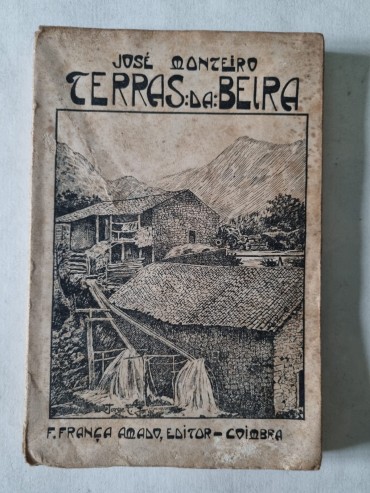 JOSÉ MONTEIRO
TERRAS:DA:BEIRA
F. FRANÇA AMADO, EDITOR — COIMBRA